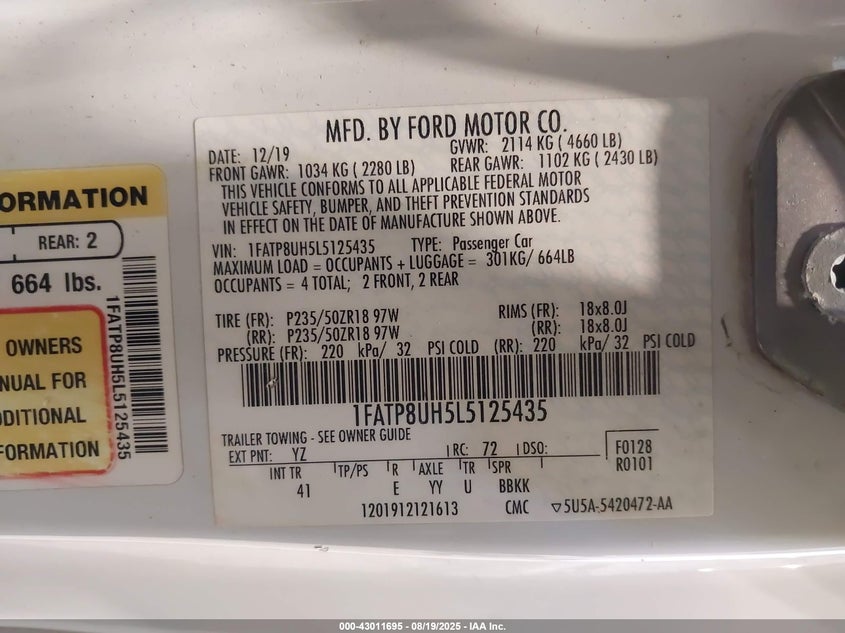 MFD. BY FORD MOTOR CO.
DATE: 12/19
GVWR: 2114 KG ( 4660 LB)
FRONT GAWR: 1034 KG ( 2280 LB)
REAR GAWR: 1102 KG ( 2430 LB)
THIS VEHICLE CONFORMS TO ALL APPLICABLE FEDERAL MOTOR
VEHICLE SAFETY, BUMPER, AND THEFT PREVENTION STANDARDS
IN EFFECT ON THE DATE OF MANUFACTURE SHOWN ABOVE.
VIN: 1FATP8UH5L5125435 TYPE: Passenger Car
MAXIMUM LOAD = OCCUPANTS + LUGGAGE = 301KG/ 664LB
OCCUPANTS = 4 TOTAL; 2 FRONT, 2 REAR
TIRE (FR): P235/50ZR18 97W RIMS (FR): 18x8.0J
(RR): P235/50ZR18 97W (RR): 18x8.0J
PRESSURE (FR): 220 kPa/ 32 PSI COLD (RR): 220 kPa/ 32 PSI COLD
1FATP8UH5L5125435
TRAILER TOWING - SEE OWNER GUIDE
EXT PNT: YZ RC: 72 DSO: F0128
R0101
INT TR TP/PS R AXLE TR SPR
41 E YY U BBKK
1201912121613 CMC ▽5U5A-5420472-AA
ORMATION
REAR: 2
664 lbs.
OWNERS
NUAL FOR
DDITIONAL
FORMATION
1FATP8UH5L5125435
000-43011695 - 08/19/2025 - IAA Inc.